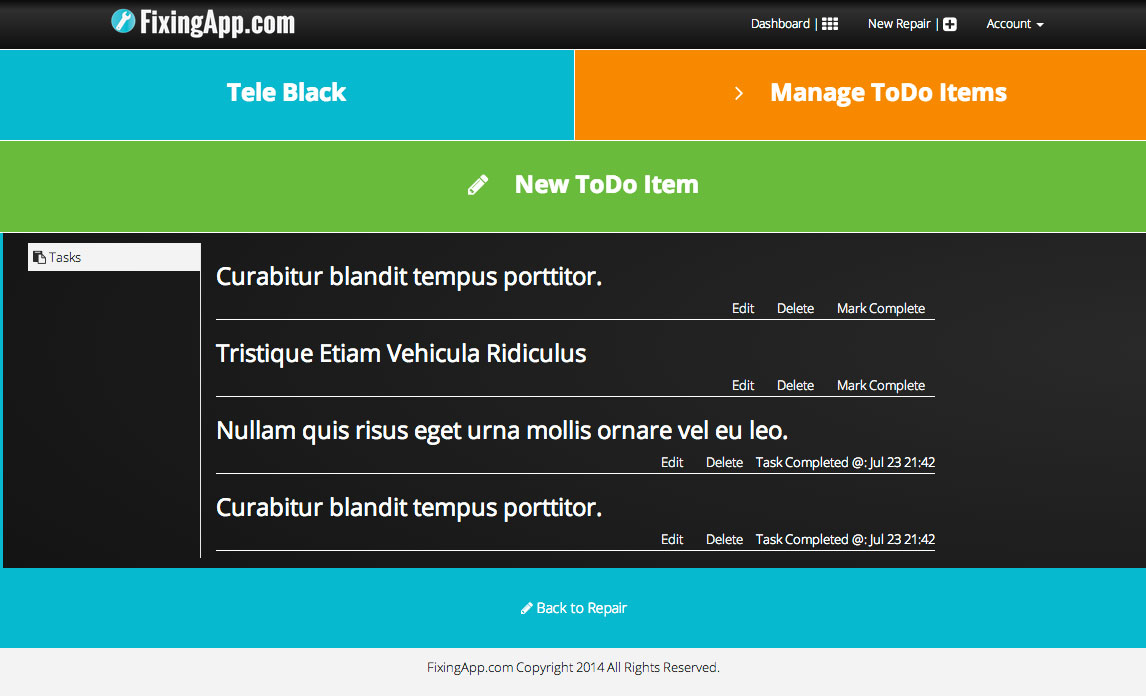 FixingApp.com
Dashboard |
New Repair |
Account
Tele Black
Manage ToDo Items
New ToDo Item
Tasks
Curabitur blandit tempus porttitor.
Edit Delete Mark Complete
Tristique Etiam Vehicula Ridiculus
Edit Delete Mark Complete
Nullam quis risus eget urna mollis ornare vel eu leo.
Edit Delete Task Completed @: Jul 23 21:42
Curabitur blandit tempus porttitor.
Edit Delete Task Completed @: Jul 23 21:42
Back to Repair
FixingApp.com Copyright 2014 All Rights Reserved.